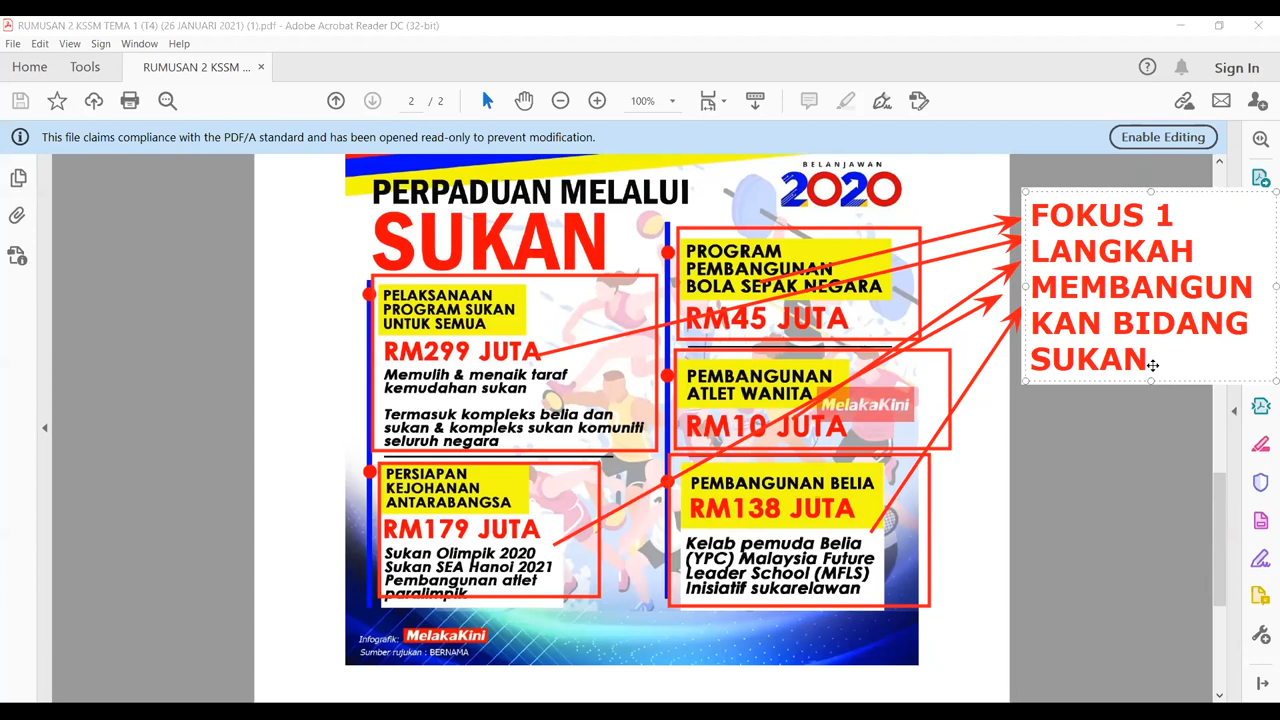 RUMUSAN 2 KSSM TEMA 1 (T4) (26 JANUARI 2021) (1).pdf - Adobe Acrobat Reader DC (32-bit)
File Edit View Sign Window Help
Home Tools RUMUSAN 2 KSSM ... × Sign In
2 / 2 100%
This file claims compliance with the PDF/A standard and has been opened read-only to prevent modification. Enable Editing
BELANJAWAN
2020
PERPADUAN MELALUI
SUKAN
PELAKSANAAN
PROGRAM SUKAN
UNTUK SEMUA
RM299 JUTA
Memulih & menaik taraf
kemudahan sukan
Termasuk kompleks belia dan
sukan & kompleks sukan komuniti
seluruh negara
PERSIAPAN
KEJOHANAN
ANTARABANGSA
RM179 JUTA
Sukan Olimpik 2020
Sukan SEA Hanoi 2021
Pembangunan atlet
paralimpik
PROGRAM
PEMBANGUNAN
BOLA SEPAK NEGARA
RM45 JUTA
PEMBANGUNAN
ATLET WANITA
MelakaKini
RM10 JUTA
PEMBANGUNAN BELIA
RM138 JUTA
Kelab pemuda Belia
(YPC) Malaysia Future
Leader School (MFLS)
Inisiatif sukarelawan
Infografik: MelakaKini
Sumber rujukan : BERNAMA
FOKUS 1
LANGKAH
MEMBANGUN
KAN BIDANG
SUKAN